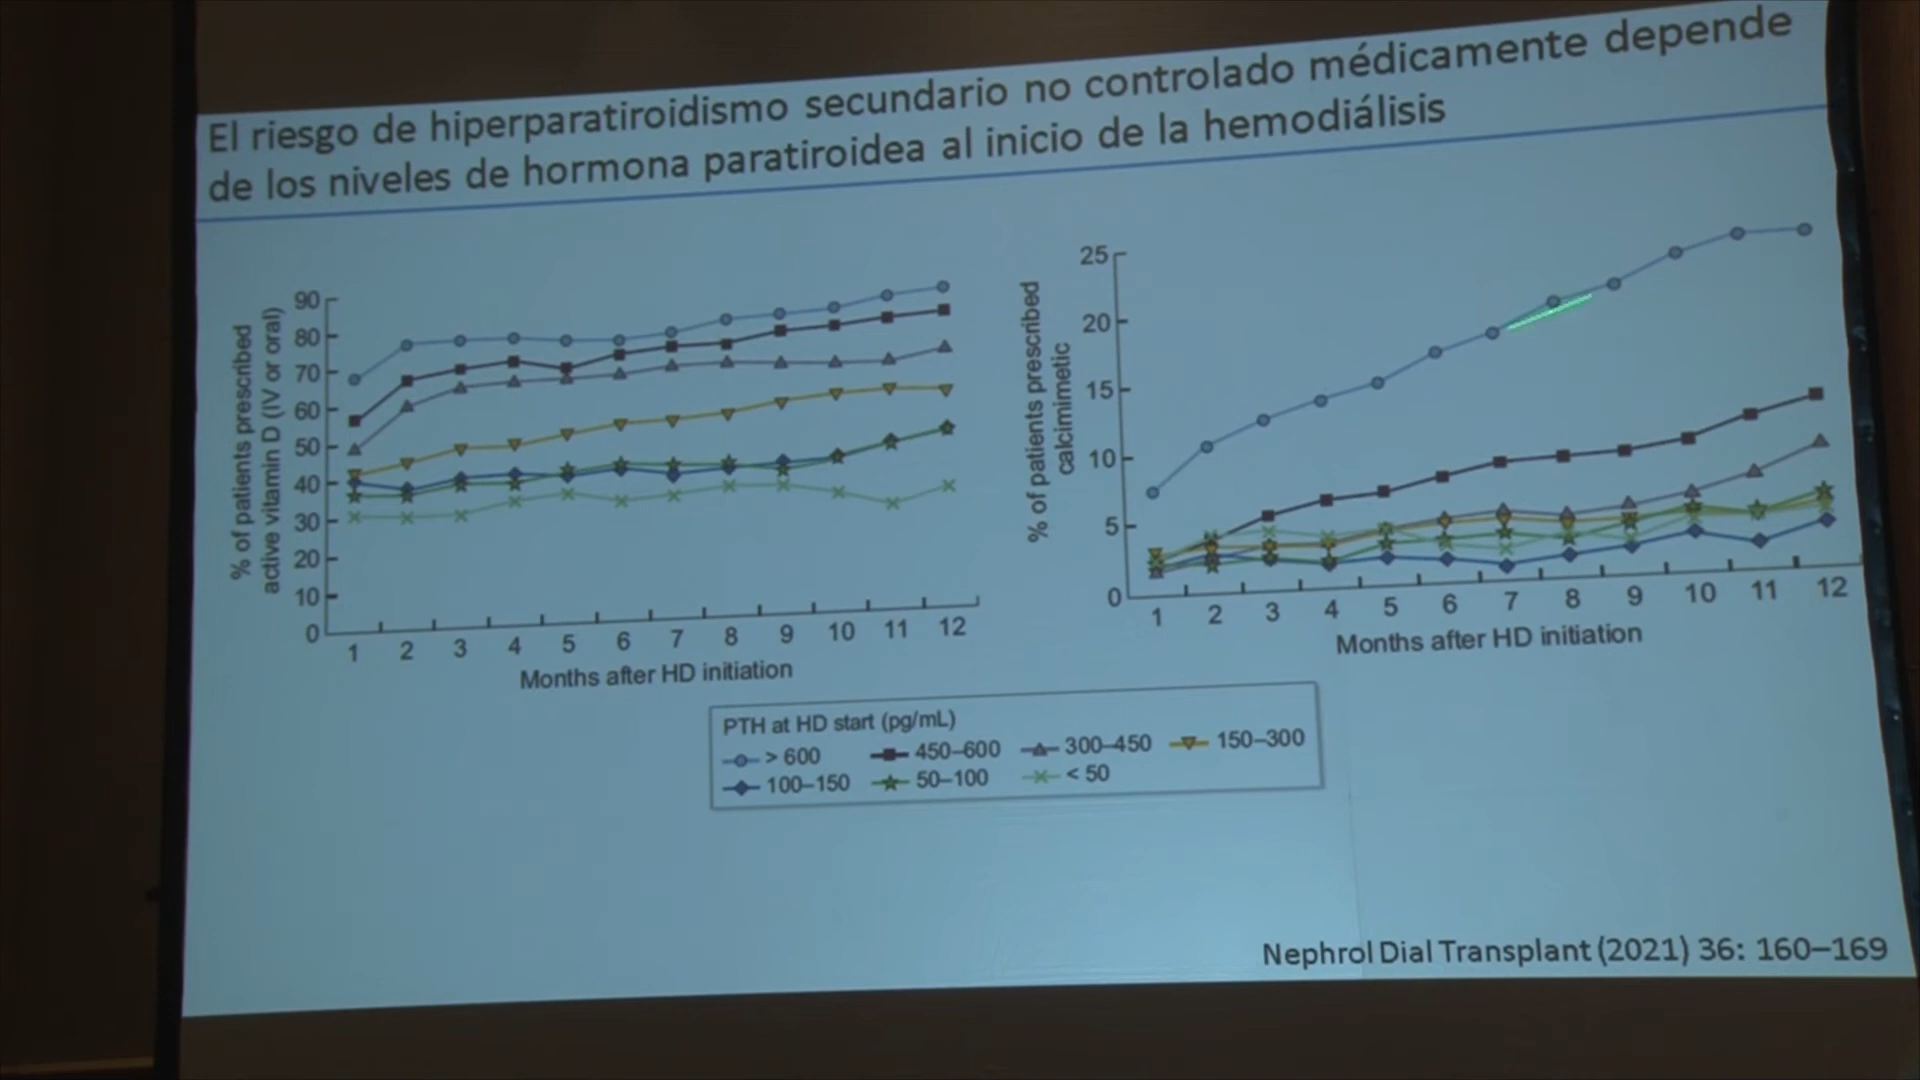 El riesgo de hiperparatiroidismo secundario no controlado médicamente depende
de los niveles de hormona paratiroidea al inicio de la hemodiálisis
% of patients prescribed
active vitamin D (IV or oral)
90
80
70
60
50
40
30
20
10
0
1 2 3 4 5 6 7 8 9 10 11 12
Months after HD initiation
% of patients prescribed
calcimimetic
25
20
15
10
5
0
1 2 3 4 5 6 7 8 9 10 11 12
Months after HD initiation
PTH at HD start (pg/mL)
> 600 450–600 300–450 150–300
100–150 50–100 < 50
Nephrol Dial Transplant (2021) 36: 160–169